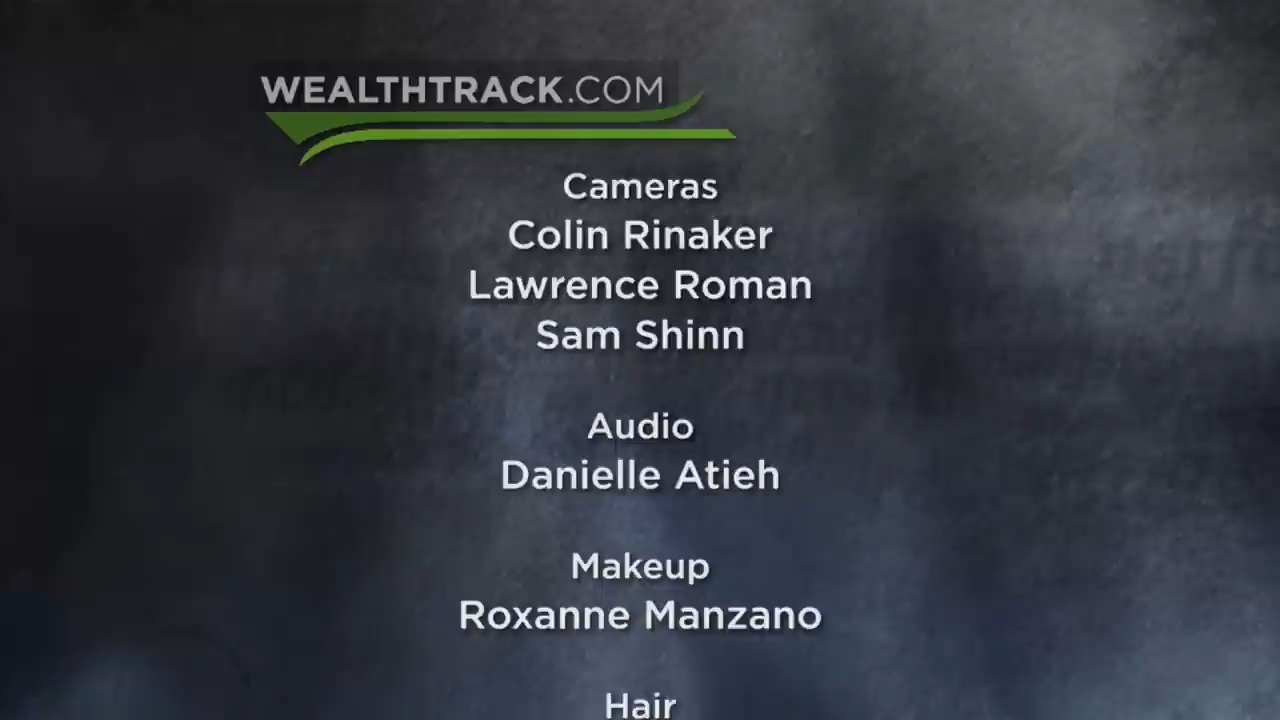 WEALTHTRACK.COM
Cameras
Colin Rinaker
Lawrence Roman
Sam Shinn
Audio
Danielle Atieh
Makeup
Roxanne Manzano
Hair